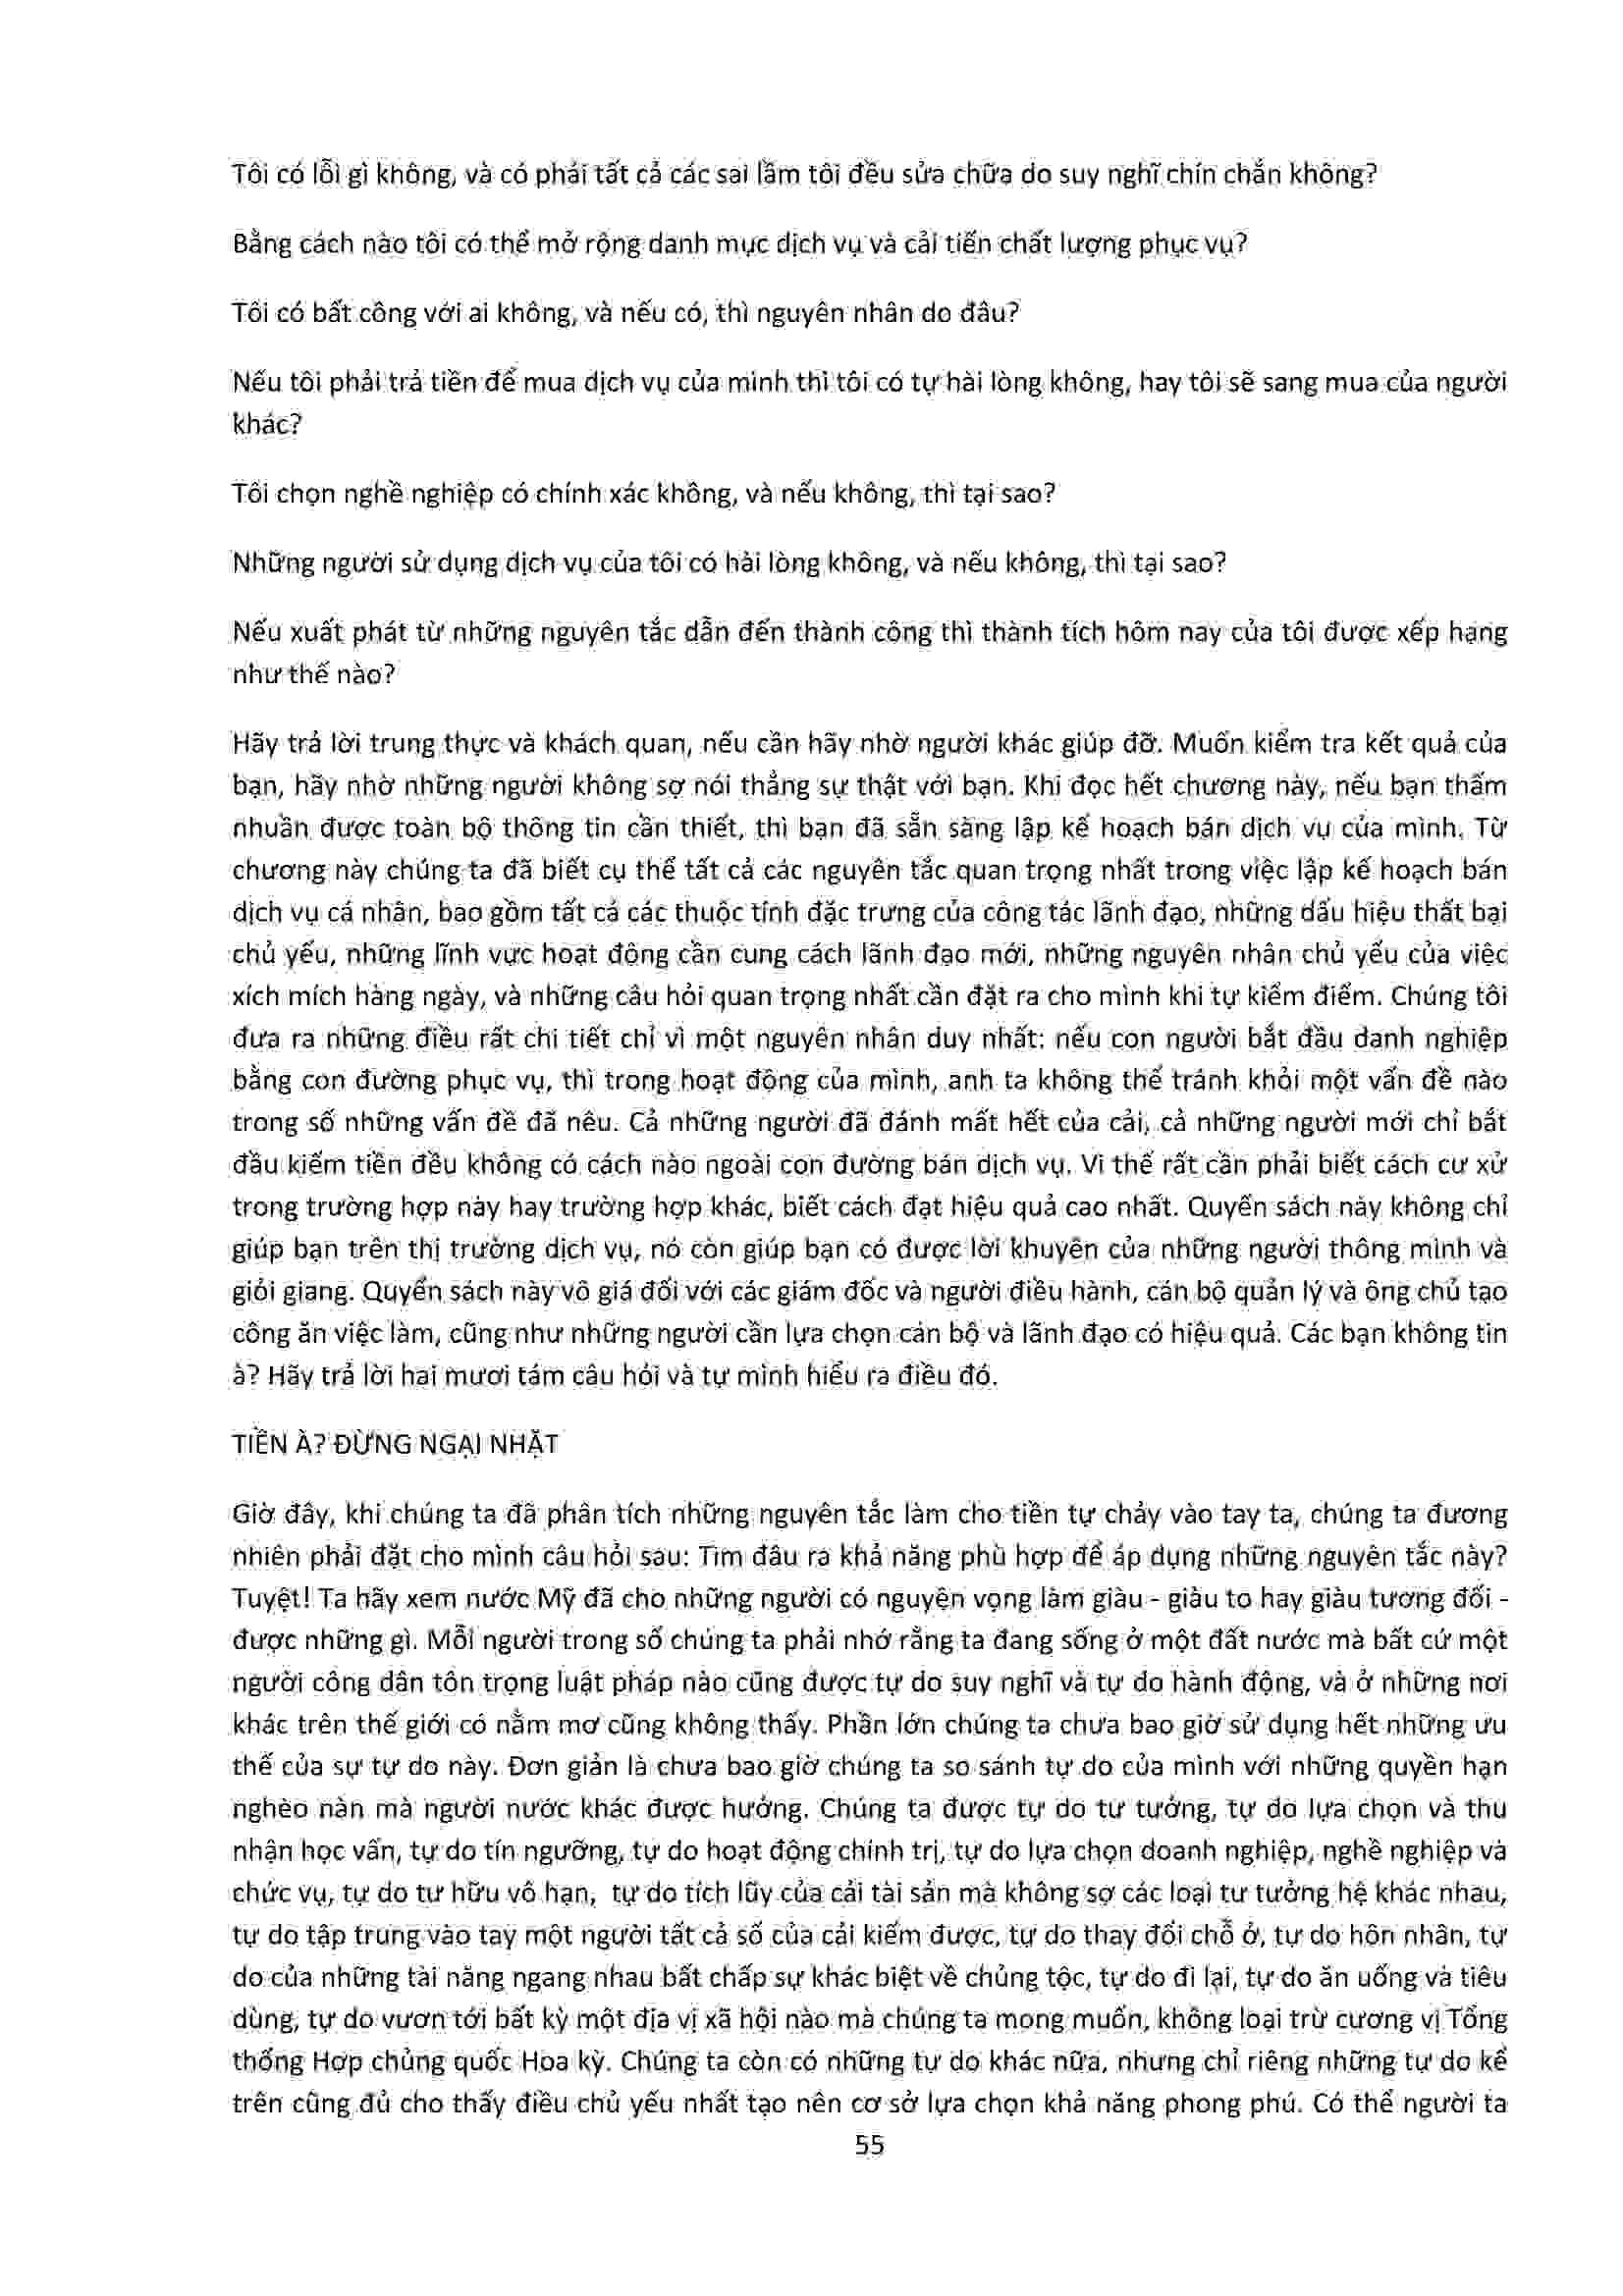 Tôi có lỗi gì không, và có phải tất cả các sai lầm tôi đều sửa chữa do suy nghĩ chín chắn không?
Bằng cách nào tôi có thể mở rộng danh mục dịch vụ và cải tiến chất lượng phục vụ?
Tôi có bất công với ai không, và nếu có, thì nguyên nhân do đâu?
Nếu tôi phải trả tiền để mua dịch vụ của mình thì tôi có tự hài lòng không, hay tôi sẽ sang mua của người
khác?
Tôi chọn nghề nghiệp có chính xác không, và nếu không, thì tại sao?
Những người sử dụng dịch vụ của tôi có hài lòng không, và nếu không, thì tại sao?
Nếu xuất phát từ những nguyên tắc dẫn đến thành công thì thành tích hôm nay của tôi được xếp hạng
như thế nào?
Hãy trả lời trung thực và khách quan, nếu cần hãy nhờ người khác giúp đỡ. Muốn kiểm tra kết quả của
bạn, hãy nhờ những người không sợ nói thẳng sự thật với bạn. Khi đọc hết chương này, nếu bạn thấm
nhuần được toàn bộ thông tin cần thiết, thì bạn đã sẵn sàng lập kế hoạch bán dịch vụ của mình. Từ
chương này chúng ta đã biết cụ thể tất cả các nguyên tắc quan trọng nhất trong việc lập kế hoạch bán
dịch vụ cá nhân, bao gồm tất cả các thuộc tính đặc trưng của công tác lãnh đạo, những dấu hiệu thất bại
chủ yếu, những lĩnh vực hoạt động cần cung cách lãnh đạo mới, những nguyên nhân chủ yếu của việc
xích mích hàng ngày, và những câu hỏi quan trọng nhất cần đặt ra cho mình khi tự kiểm điểm. Chúng tôi
đưa ra những điều rất chi tiết chỉ vì một nguyên nhân duy nhất: nếu con người bắt đầu danh nghiệp
bằng con đường phục vụ, thì trong hoạt động của mình, anh ta không thể tránh khỏi một vấn đề nào
trong số những vấn đề đã nêu. Cả những người đã đánh mất hết của cải, cả những người mới chỉ bắt
đầu kiếm tiền đều không có cách nào ngoài con đường bán dịch vụ. Vì thế rất cần phải biết cách cư xử
trong trường hợp này hay trường hợp khác, biết cách đạt hiệu quả cao nhất. Quyển sách này không chỉ
giúp bạn trên thị trường dịch vụ, nó còn giúp bạn có được lời khuyên của những người thông minh và
giỏi giang. Quyển sách này vô giá đối với các giám đốc và người điều hành, cán bộ quản lý và ông chủ tạo
công ăn việc làm, cũng như những người cần lựa chọn cán bộ và lãnh đạo có hiệu quả. Các bạn không tin
à? Hãy trả lời hai mươi tám câu hỏi và tự mình hiểu ra điều đó.
TIỀN À? ĐỪNG NGẠI NHẶT
Giờ đây, khi chúng ta đã phân tích những nguyên tắc làm cho tiền tự chảy vào tay ta, chúng ta đương
nhiên phải đặt cho mình câu hỏi sau: Tìm đâu ra khả năng phù hợp để áp dụng những nguyên tắc này?
Tuyệt! Ta hãy xem nước Mỹ đã cho những người có nguyện vọng làm giàu - giàu to hay giàu tương đối -
được những gì. Mỗi người trong số chúng ta phải nhớ rằng ta đang sống ở một đất nước mà bất cứ một
người công dân tôn trọng luật pháp nào cũng được tự do suy nghĩ và tự do hành động, và ở những nơi
khác trên thế giới có nằm mơ cũng không thấy. Phần lớn chúng ta chưa bao giờ sử dụng hết những ưu
thế của sự tự do này. Đơn giản là chưa bao giờ chúng ta so sánh tự do của mình với những quyền hạn
nghèo nàn mà người nước khác được hưởng. Chúng ta được tự do tư tưởng, tự do lựa chọn và thu
nhận học vấn, tự do tín ngưỡng, tự do hoạt động chính trị, tự do lựa chọn doanh nghiệp, nghề nghiệp và
chức vụ, tự do tư hữu vô hạn, tự do tích lũy của cải tài sản mà không sợ các loại tư tưởng hệ khác nhau,
tự do tập trung vào tay một người tất cả số của cải kiếm được, tự do thay đổi chỗ ở, tự do hôn nhân, tự
do của những tài năng ngang nhau bất chấp sự khác biệt về chủng tộc, tự do đi lại, tự do ăn uống và tiêu
dùng, tự do vươn tới bất kỳ một địa vị xã hội nào mà chúng ta mong muốn, không loại trừ cương vị Tổng
thống Hợp chủng quốc Hoa kỳ. Chúng ta còn có những tự do khác nữa, nhưng chỉ riêng những tự do kể
trên cũng đủ cho thấy điều chủ yếu nhất tạo nên cơ sở lựa chọn khả năng phong phú. Có thể người ta
55